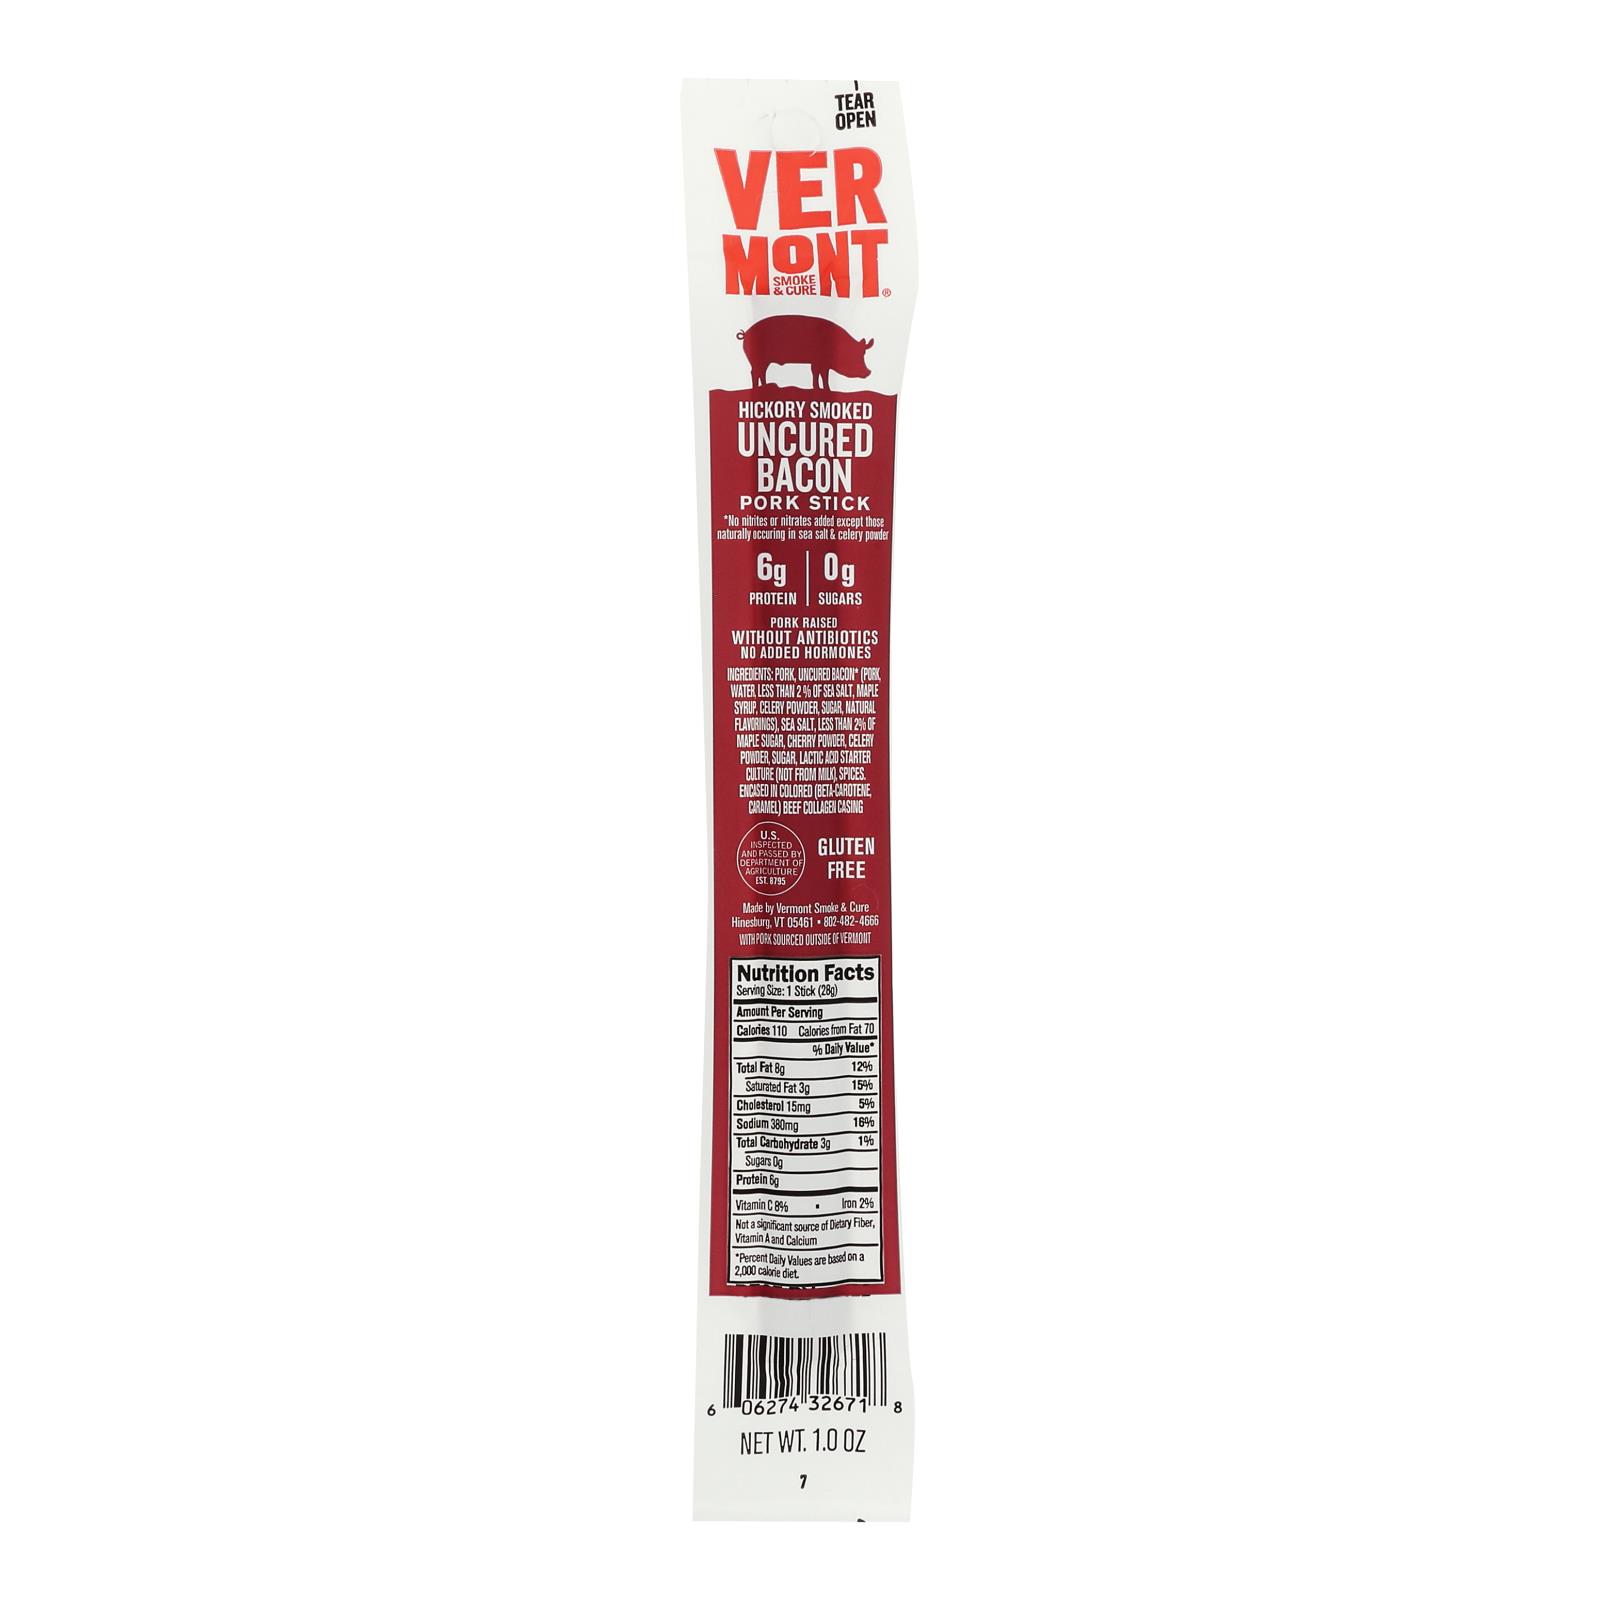 TEAR
OPEN
VER
MONT
SMOKE
& CURE
®
HICKORY SMOKED
UNCURED
BACON
PORK STICK
*No nitrites or nitrates added except those
naturally occuring in sea salt & celery powder
6g 0g
PROTEIN SUGARS
PORK RAISED
WITHOUT ANTIBIOTICS
NO ADDED HORMONES
INGREDIENTS: PORK, UNCURED BACON* (PORK,
WATER, LESS THAN 2% OF SEA SALT, MAPLE
SYRUP, CELERY POWDER, SUGAR, NATURAL
FLAVORINGS), SEA SALT, LESS THAN 2% OF
MAPLE SUGAR, CHERRY POWDER, CELERY
POWDER, SUGAR, LACTIC ACID STARTER
CULTURE (NOT FROM MILK), SPICES.
ENCASED IN COLORED (BETA-CAROTENE,
CARAMEL) BEEF COLLAGEN CASING
U.S.
INSPECTED
AND PASSED BY
DEPARTMENT OF
AGRICULTURE
EST. 8795
GLUTEN
FREE
Made by Vermont Smoke & Cure
Hinesburg, VT 05461 • 802-482-4666
WITH PORK SOURCED OUTSIDE OF VERMONT
Nutrition Facts
Serving Size: 1 Stick (28g)
Amount Per Serving
Calories 110 Calories from Fat 70
% Daily Value*
Total Fat 8g 12%
Saturated Fat 3g 15%
Cholesterol 15mg 5%
Sodium 380mg 16%
Total Carbohydrate 3g 1%
Sugars 0g
Protein 6g
Vitamin C 8% • Iron 2%
Not a significant source of Dietary Fiber,
Vitamin A and Calcium
*Percent Daily Values are based on a
2,000 calorie diet.
6 06274 32671 8
NET WT. 1.0 OZ
7